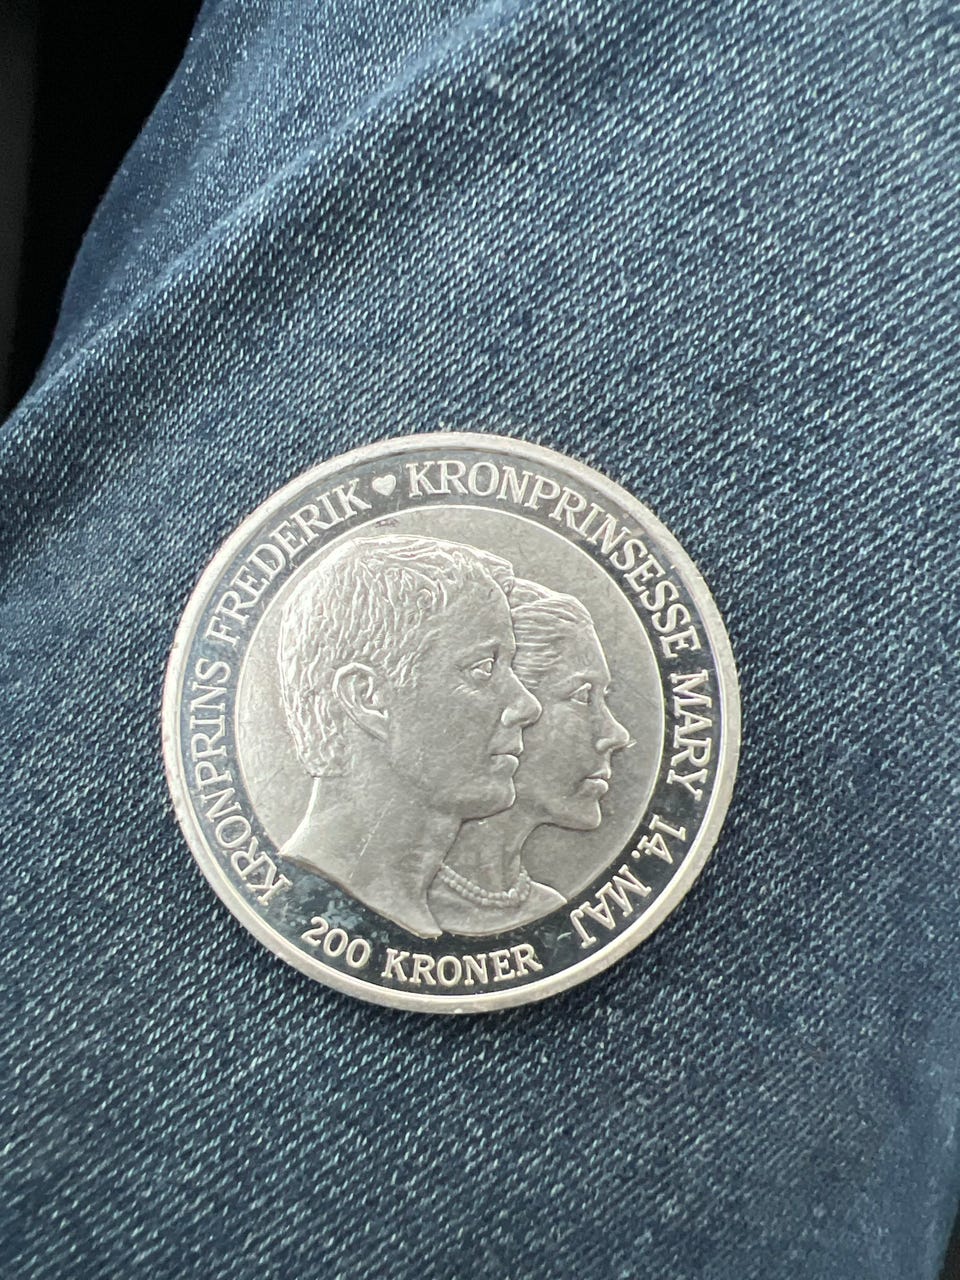 KRONPRINS FREDERIK ♥ KRONPRINSESSE MARY 14. MAJ
200 KRONER